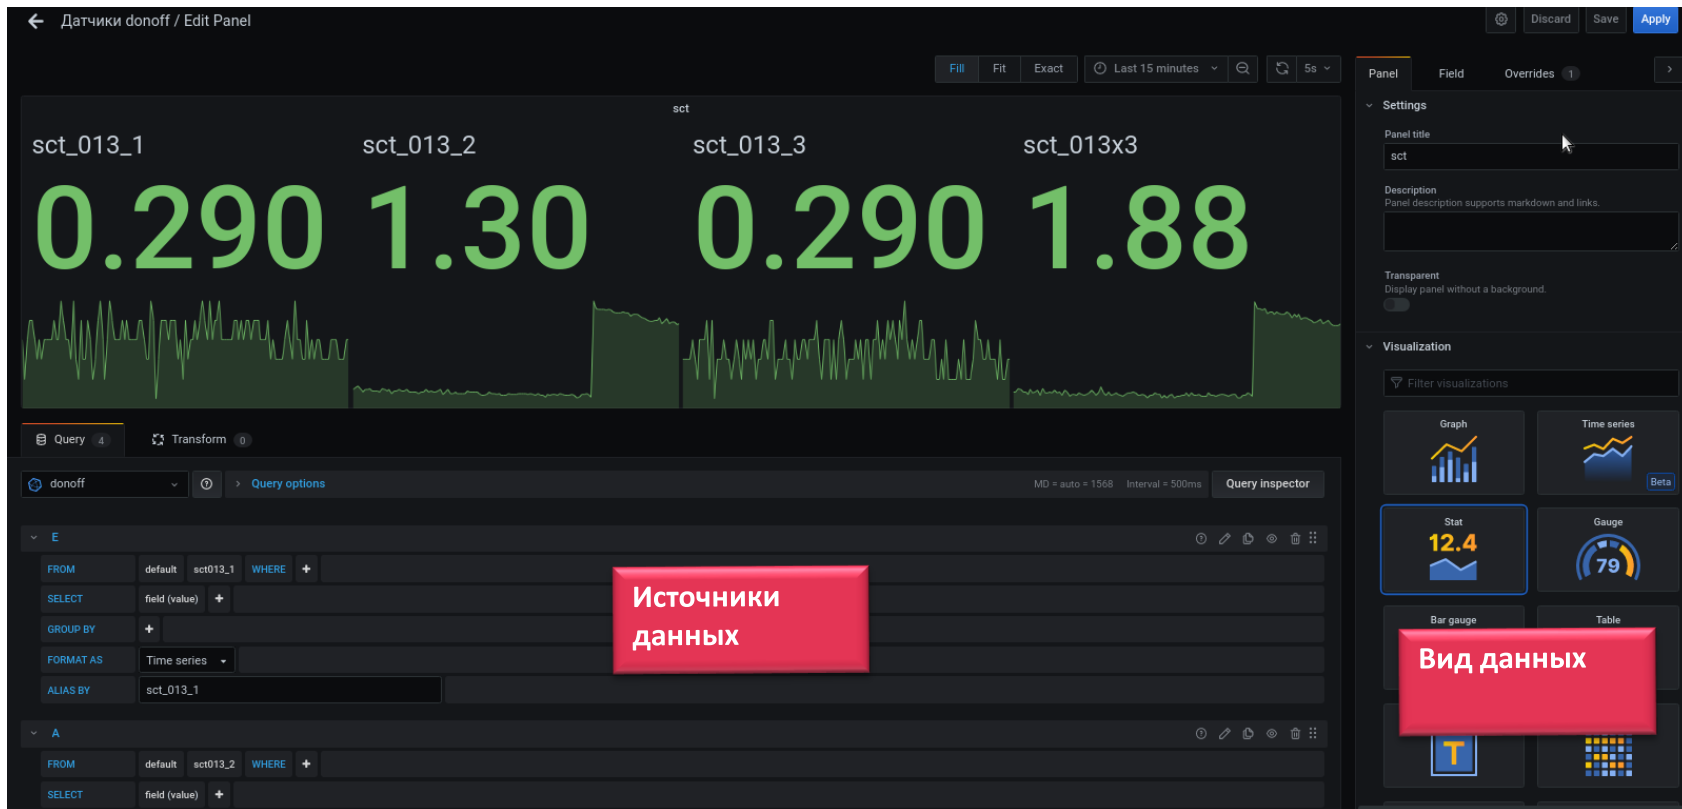 Датчики donoff / Edit Panel
Discard
Save
Apply
Fill
Fit
Exact
Last 15 minutes
5s
Panel
Field
Overrides 1
sct
sct_013_1
sct_013_2
sct_013_3
sct_013x3
0.290
1.30
0.290
1.88
Settings
Panel title
sct
Description
Panel description supports markdown and links.
Transparent
Display panel without a background.
Visualization
Filter visualizations
Graph
Time series
Beta
Stat
12.4
Gauge
79
Bar gauge
Table
Вид данных
T
Query 4
Transform 0
donoff
Query options
MD = auto = 1568
Interval = 500ms
Query inspector
E
FROM default sct013_1 WHERE +
SELECT field (value) +
GROUP BY +
FORMAT AS Time series
ALIAS BY sct_013_1
Источники
данных
A
FROM default sct013_2 WHERE +
SELECT field (value) +